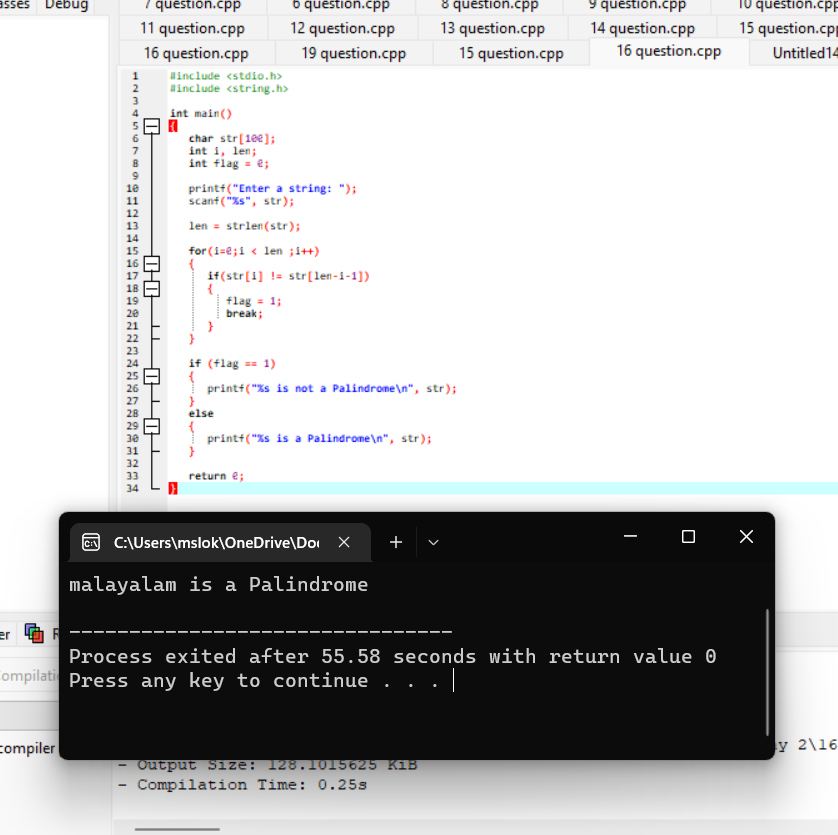 asses Debug
7 question.cpp 6 question.cpp 8 question.cpp 9 question.cpp 10 question.cpp
11 question.cpp 12 question.cpp 13 question.cpp 14 question.cpp 15 question.cpp
16 question.cpp 19 question.cpp 15 question.cpp 16 question.cpp Untitled14
1 #include <stdio.h>
2 #include <string.h>
3
4 int main()
5 {
6 char str[100];
7 int i, len;
8 int flag = 0;
9
10 printf("Enter a string: ");
11 scanf("%s", str);
12
13 len = strlen(str);
14
15 for(i=0;i < len ;i++)
16 {
17 if(str[i] != str[len-i-1])
18 {
19 flag = 1;
20 break;
21 }
22 }
23
24 if (flag == 1)
25 {
26 printf("%s is not a Palindrome\n", str);
27 }
28 else
29 {
30 printf("%s is a Palindrome\n", str);
31 }
32
33 return 0;
34 }
C:\Users\mslok\OneDrive\Do
malayalam is a Palindrome
--------------------------------
Process exited after 55.58 seconds with return value 0
Press any key to continue . . .
er R
ompilati
compiler
y 2\16
- Output Size: 128.1015625 KiB
- Compilation Time: 0.25s